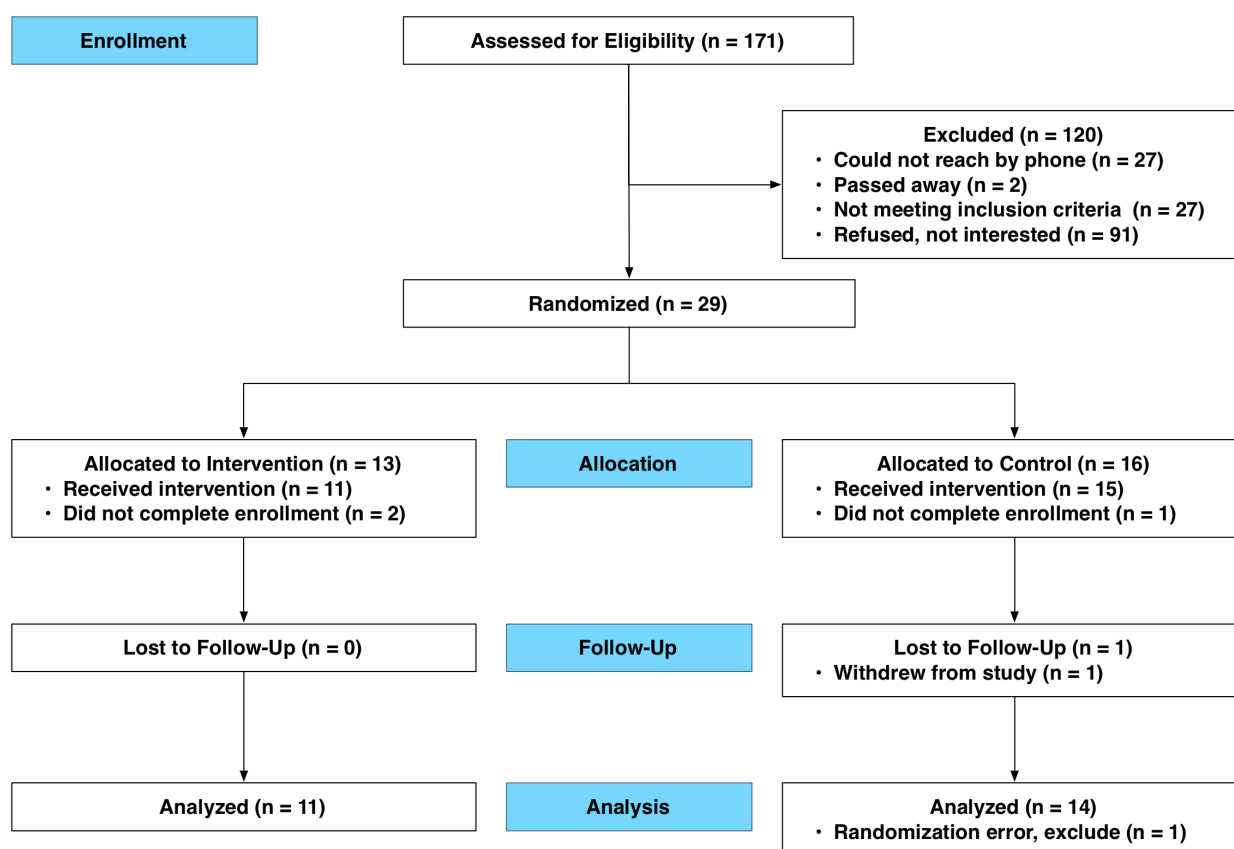 Enrollment
Assessed for Eligibility (n = 171)
Excluded (n = 120)
· Could not reach by phone (n = 27)
· Passed away (n = 2)
· Not meeting inclusion criteria  (n = 27)
· Refused, not interested (n = 91)
Randomized (n = 29)
Allocated to Intervention (n = 13)
· Received intervention (n = 11)
· Did not complete enrollment (n = 2)
Allocation
Allocated to Control (n = 16)
· Received intervention (n = 15)
· Did not complete enrollment (n = 1)
Lost to Follow-Up (n = 0)
Follow-Up
Lost to Follow-Up (n = 1)
· Withdrew from study (n = 1)
Analyzed (n = 11)
Analysis
Analyzed (n = 14)
· Randomization error, exclude (n = 1)